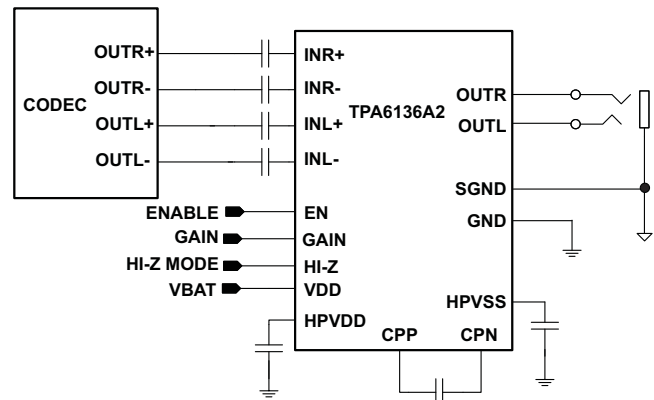 CODEC
OUTR+
OUTR-
OUTL+
OUTL-
TPA6136A2
INR+
INR-
INL+
INL-
EN
GAIN
HI-Z
VDD
HPVDD
CPP
CPN
OUTR
OUTL
SGND
GND
HPVSS
ENABLE
GAIN
HI-Z MODE
VBAT